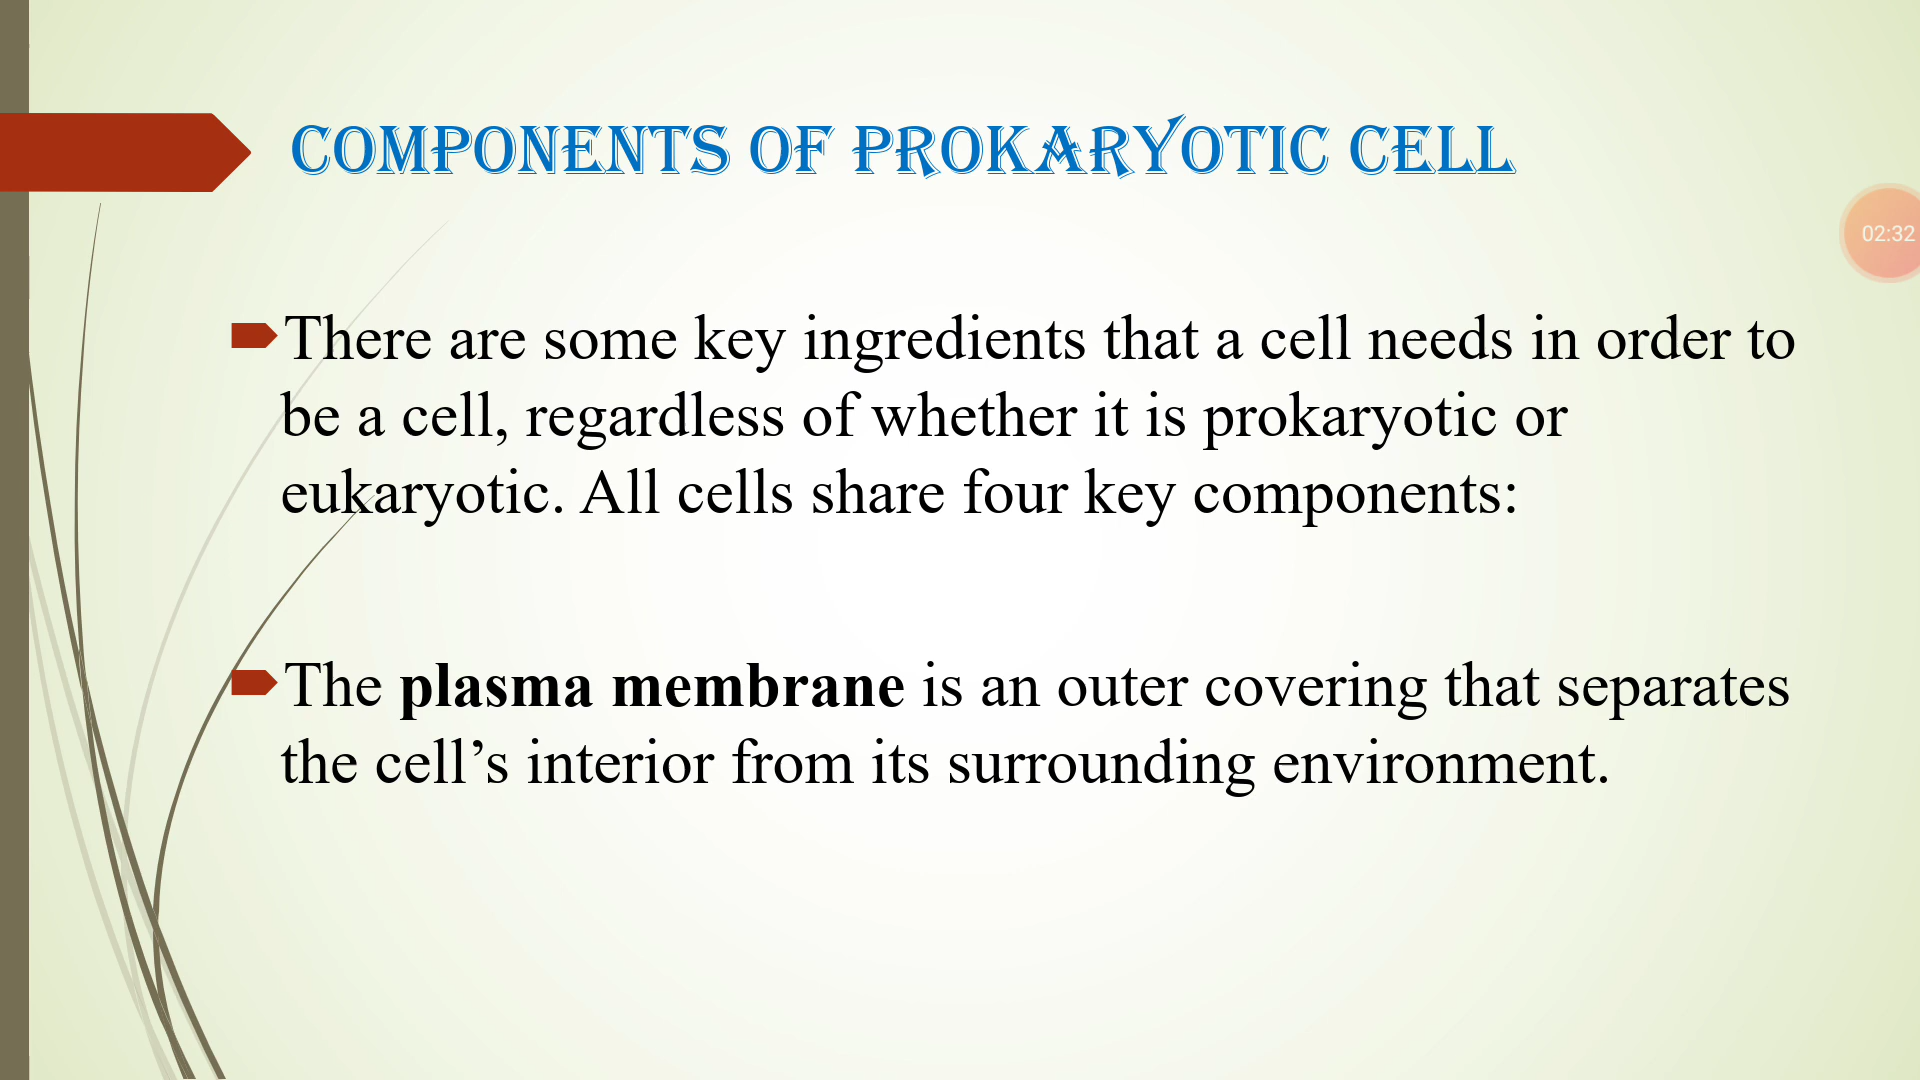 COMPONENTS OF PROKARYOTIC CELL
02:32
There are some key ingredients that a cell needs in order to
be a cell, regardless of whether it is prokaryotic or
eukaryotic. All cells share four key components:
The plasma membrane is an outer covering that separates
the cell’s interior from its surrounding environment.